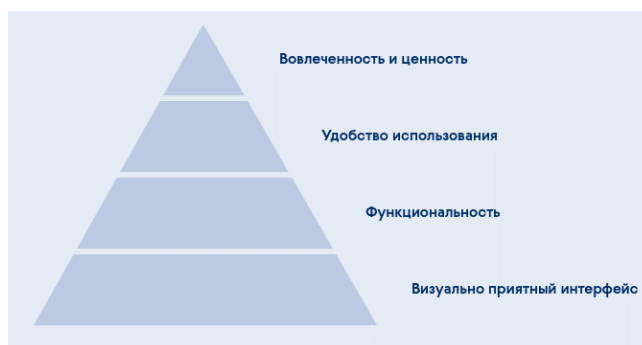 Вовлеченность и ценность
Удобство использования
Функциональность
Визуально приятный интерфейс